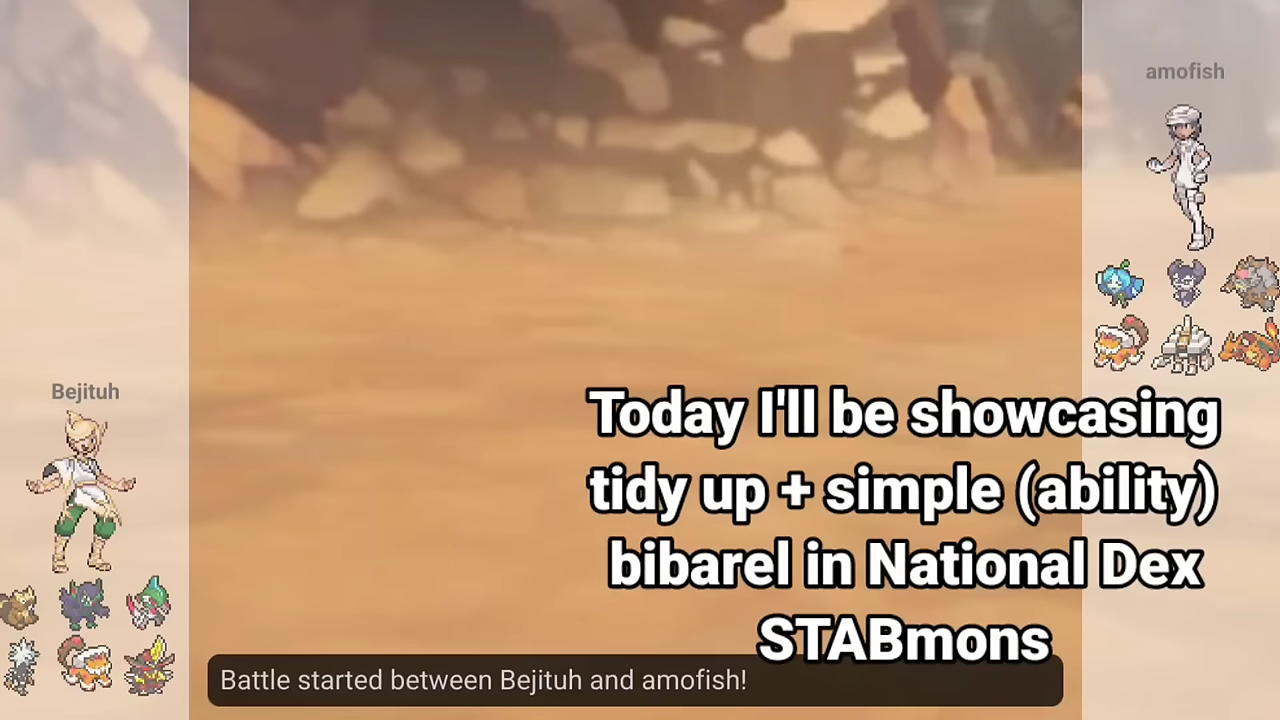 amofish
Bejituh
Today I'll be showcasing
tidy up + simple (ability)
bibarel in National Dex
STABmons
Battle started between Bejituh and amofish!